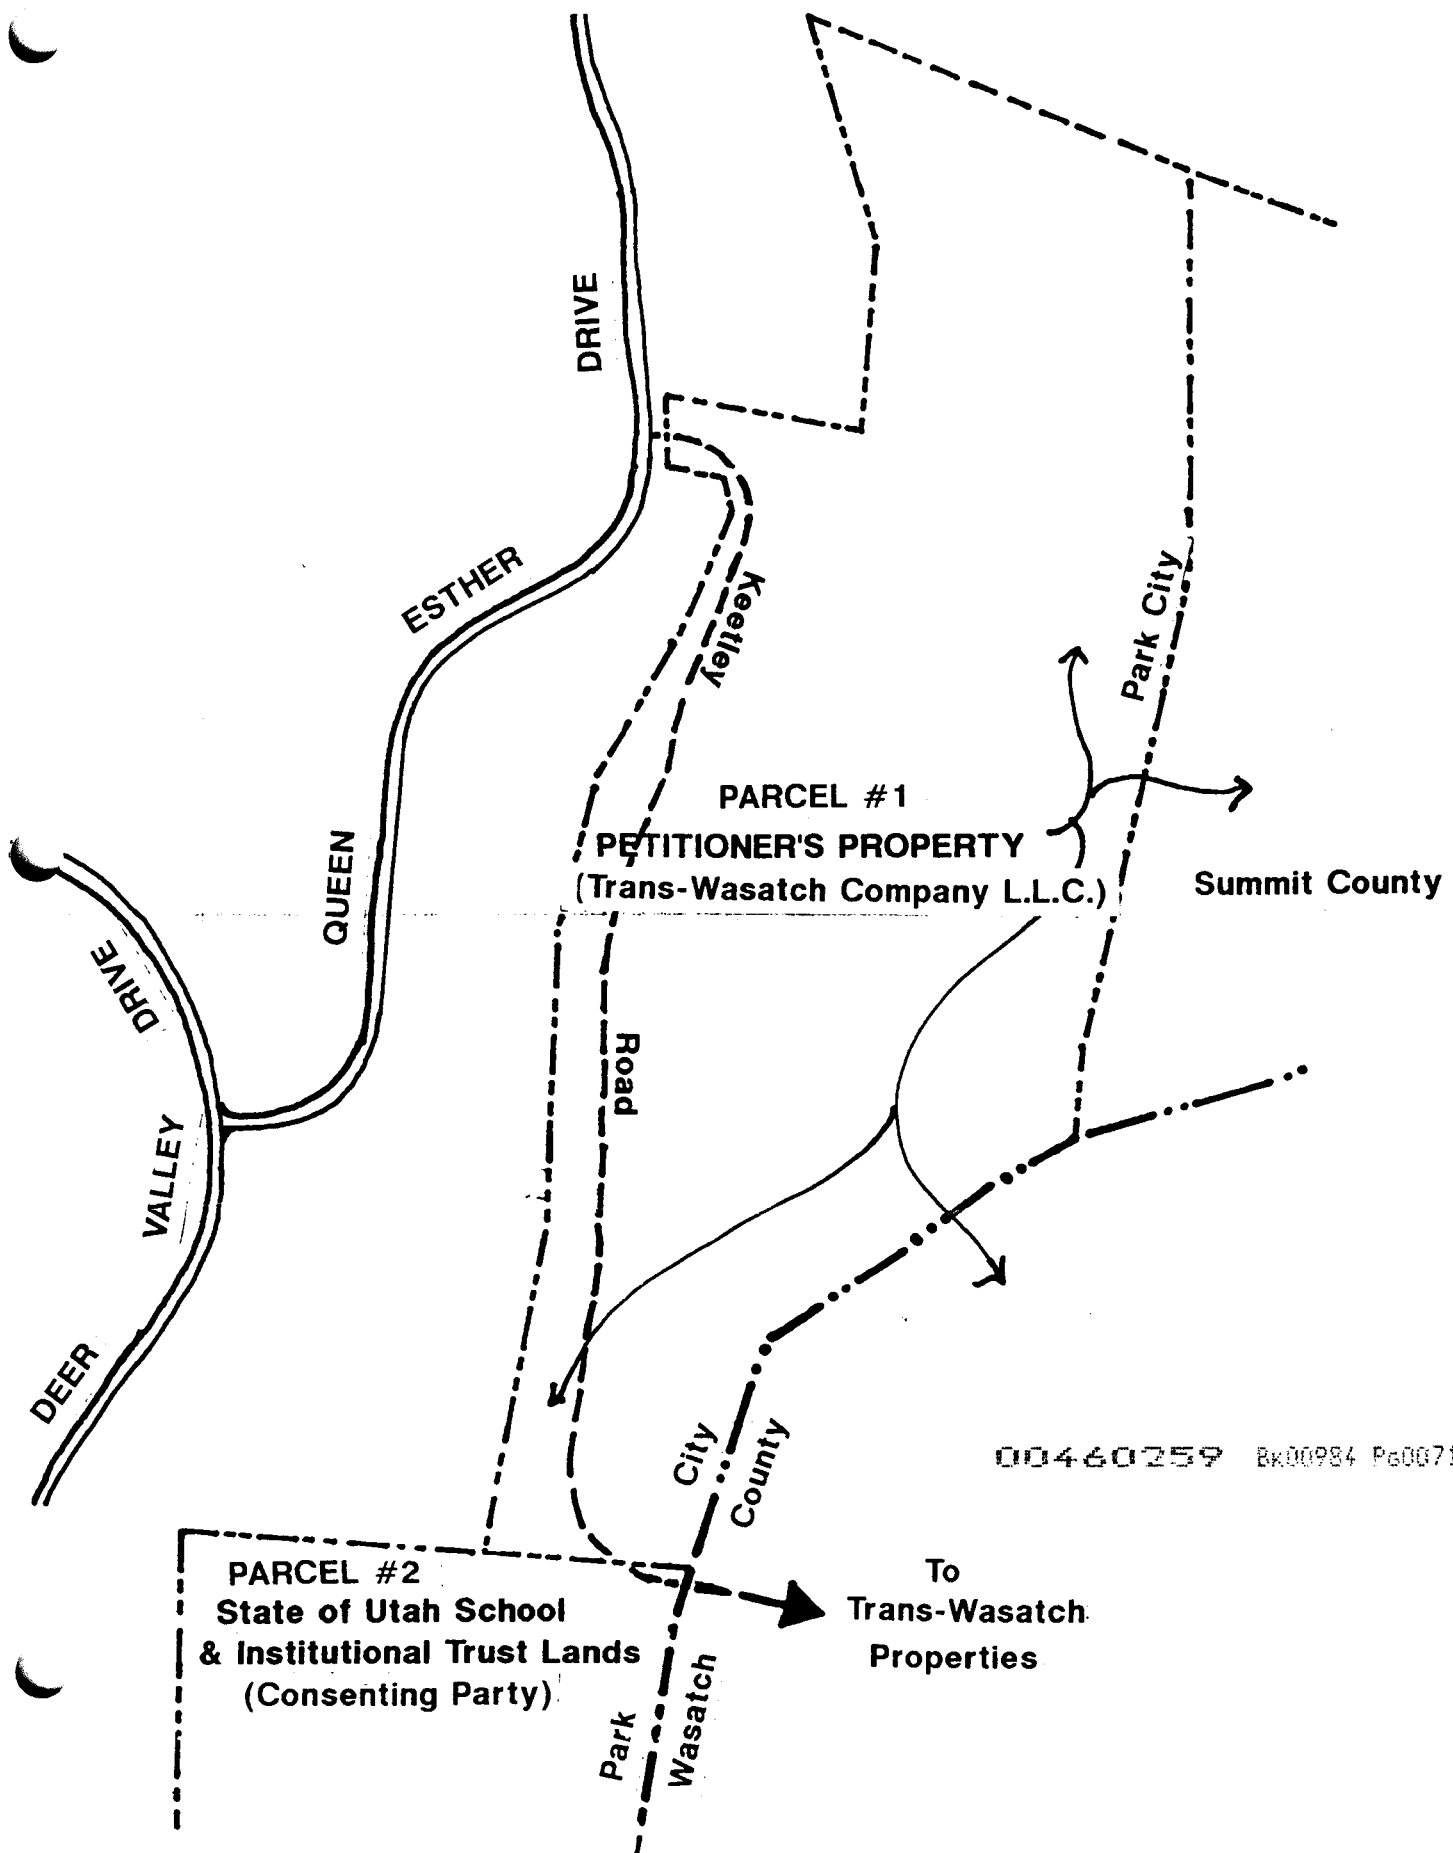 DRIVE
ESTHER
QUEEN
Keetley
Road
Park City
PARCEL #1
PETITIONER'S PROPERTY
(Trans-Wasatch Company L.L.C.)
Summit County
DRIVE
VALLEY
DEER
City
County
00460259 BK00984 PG0071
PARCEL #2
State of Utah School
& Institutional Trust Lands
(Consenting Party)
To
Trans-Wasatch
Properties
Park
Wasatch